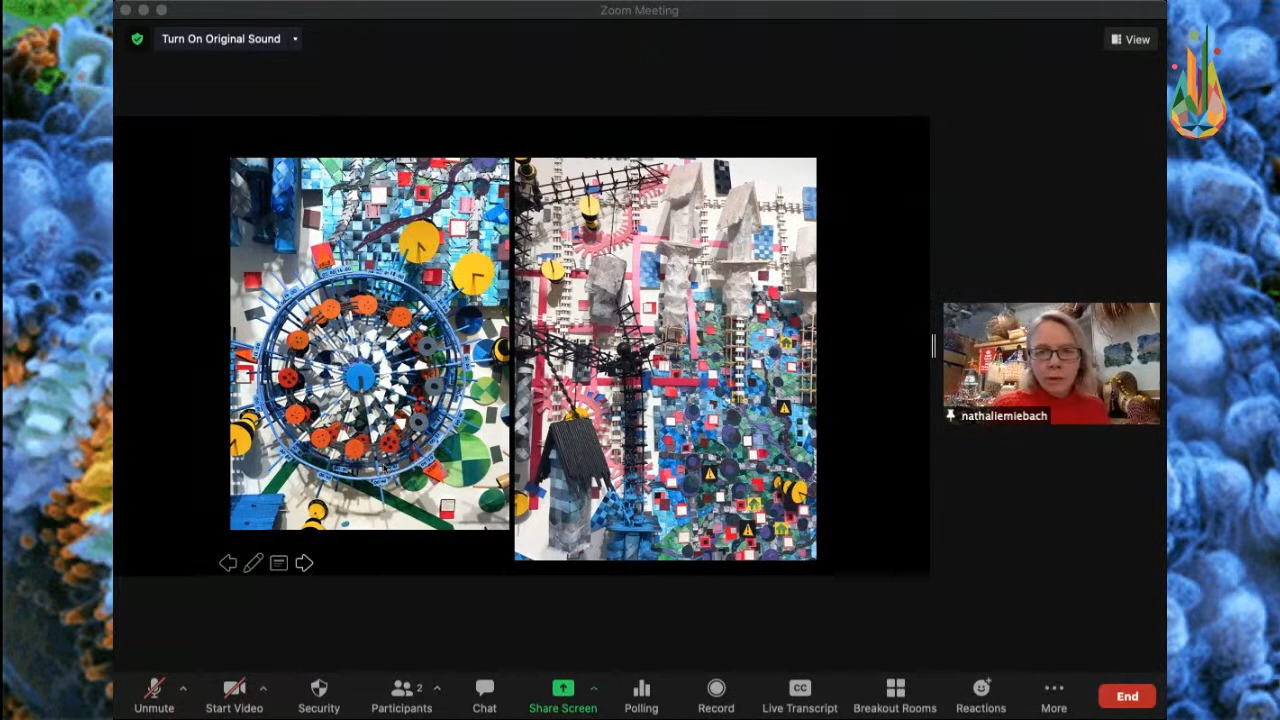 Zoom Meeting
Turn On Original Sound
View
nathaliemiebach
Unmute
Start Video
Security
Participants
2
Chat
Share Screen
Polling
Record
CC
Live Transcript
Breakout Rooms
Reactions
More
End